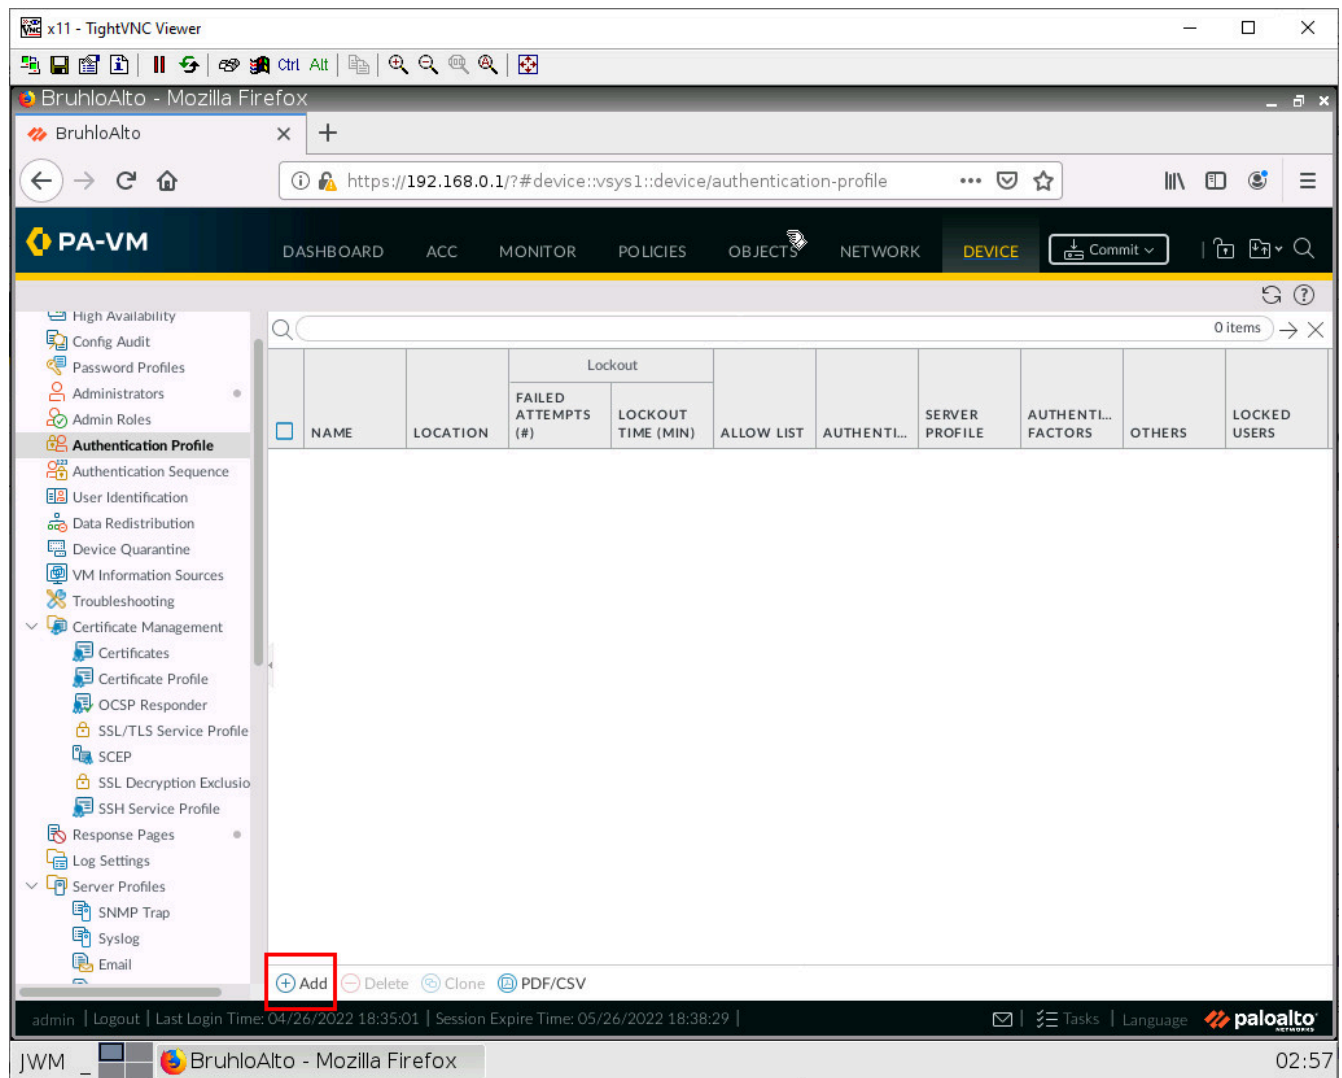 x11 - TightVNC Viewer
Ctrl Alt
BruhloAlto - Mozilla Firefox
BruhloAlto
https://192.168.0.1/?#device::vsys1::device/authentication-profile
PA-VM
DASHBOARD ACC MONITOR POLICIES OBJECTS NETWORK DEVICE Commit
High Availability
Config Audit
Password Profiles
Administrators
Admin Roles
Authentication Profile
Authentication Sequence
User Identification
Data Redistribution
Device Quarantine
VM Information Sources
Troubleshooting
Certificate Management
Certificates
Certificate Profile
OCSP Responder
SSL/TLS Service Profile
SCEP
SSL Decryption Exclusio
SSH Service Profile
Response Pages
Log Settings
Server Profiles
SNMP Trap
Syslog
Email
0 items
Lockout
NAME
LOCATION
FAILED
ATTEMPTS
(#)
LOCKOUT
TIME (MIN)
ALLOW LIST
AUTHENTI...
SERVER
PROFILE
AUTHENTI...
FACTORS
OTHERS
LOCKED
USERS
Add Delete Clone PDF/CSV
admin | Logout | Last Login Time: 04/26/2022 18:35:01 | Session Expire Time: 05/26/2022 18:38:29 |
Tasks | Language paloalto
NETWORKS
JWM _ BruhloAlto - Mozilla Firefox 02:57